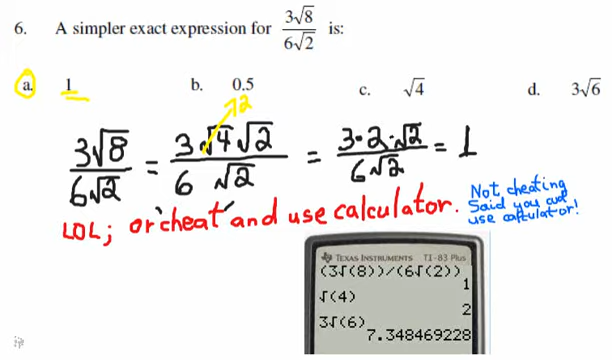 6. A simpler exact expression for 3√8/6√2 is:
a. 1 b. 0.5 c. √4 d. 3√6
2
3√8/6√2 = 3√4√2/6 √2 = 3·2·√2/6√2 = 1
LOL; or 'cheat' and use calculator.
Not cheating
Said you cud
use calculator!
TEXAS INSTRUMENTS TI-83 Plus
(3√(8))/(6√(2))
1
√(4)
2
3√(6)
7.348469228